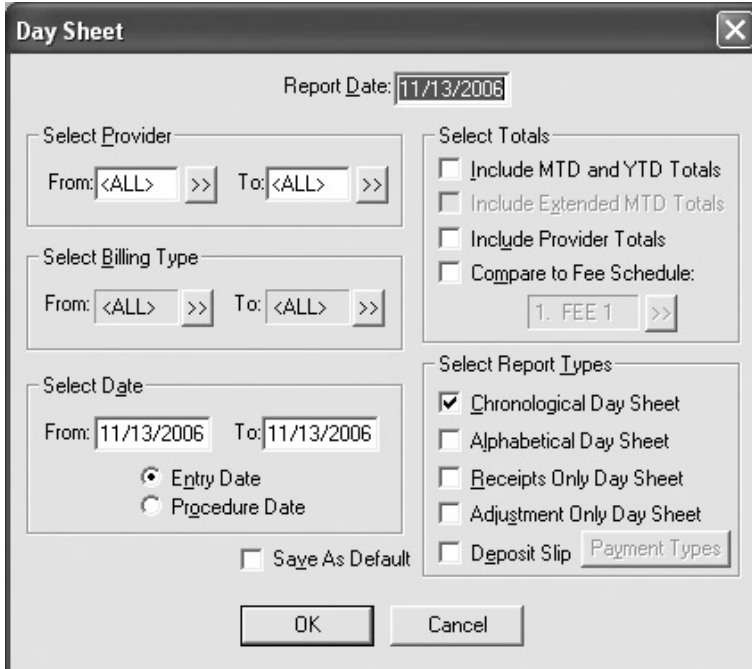 Day Sheet
Report Date: 11/13/2006
Select Provider
From: <ALL> >> To: <ALL> >>
Select Billing Type
From: <ALL> >> To: <ALL> >>
Select Date
From: 11/13/2006 To: 11/13/2006
Entry Date
Procedure Date
Save As Default
Select Totals
Include MTD and YTD Totals
Include Extended MTD Totals
Include Provider Totals
Compare to Fee Schedule:
1. FEE 1 >>
Select Report Types
Chronological Day Sheet
Alphabetical Day Sheet
Receipts Only Day Sheet
Adjustment Only Day Sheet
Deposit Slip Payment Types
OK Cancel